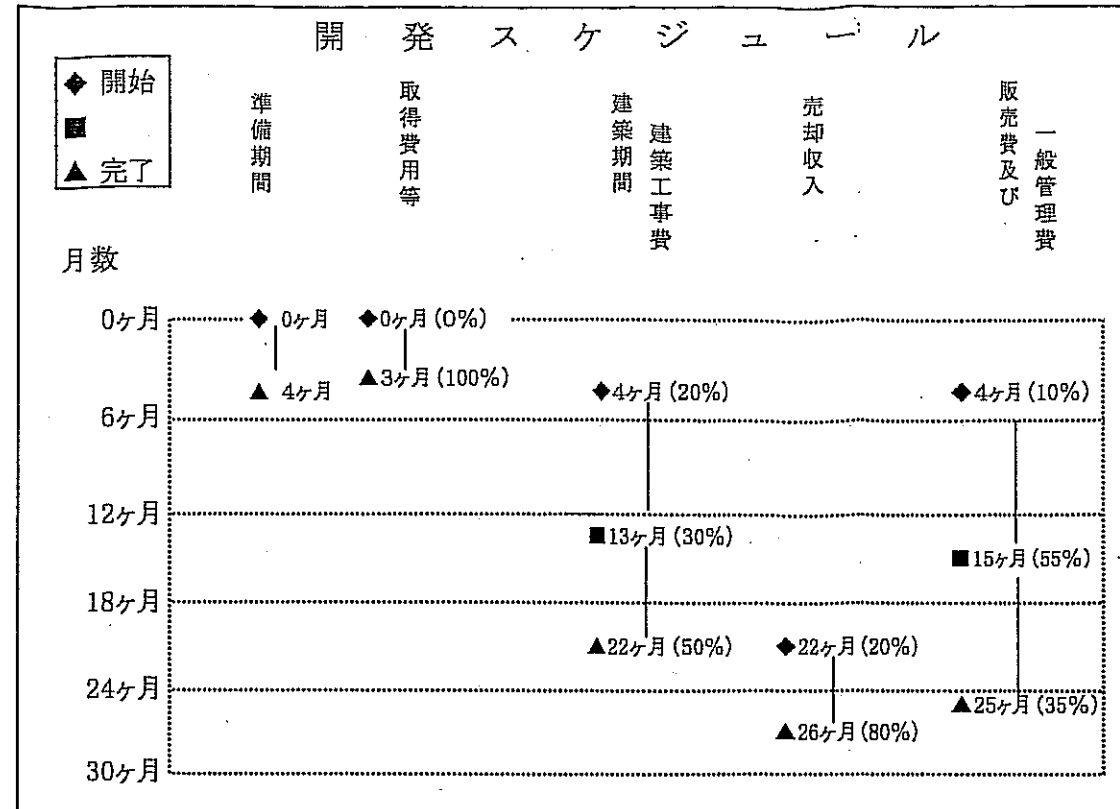 開発スケジュール
◆ 開始
■
▲ 完了
準備期間
取得費用等
建築期間
建築工事費
売却収入
販売費及び
一般管理費
月数
0ヶ月
◆ 0ヶ月
◆0ヶ月(0%)
▲ 4ヶ月
▲3ヶ月(100%)
◆4ヶ月(20%)
◆4ヶ月(10%)
6ヶ月
12ヶ月
■13ヶ月(30%)
■15ヶ月(55%)
18ヶ月
▲22ヶ月(50%)
◆22ヶ月(20%)
24ヶ月
▲25ヶ月(35%)
▲26ヶ月(80%)
30ヶ月